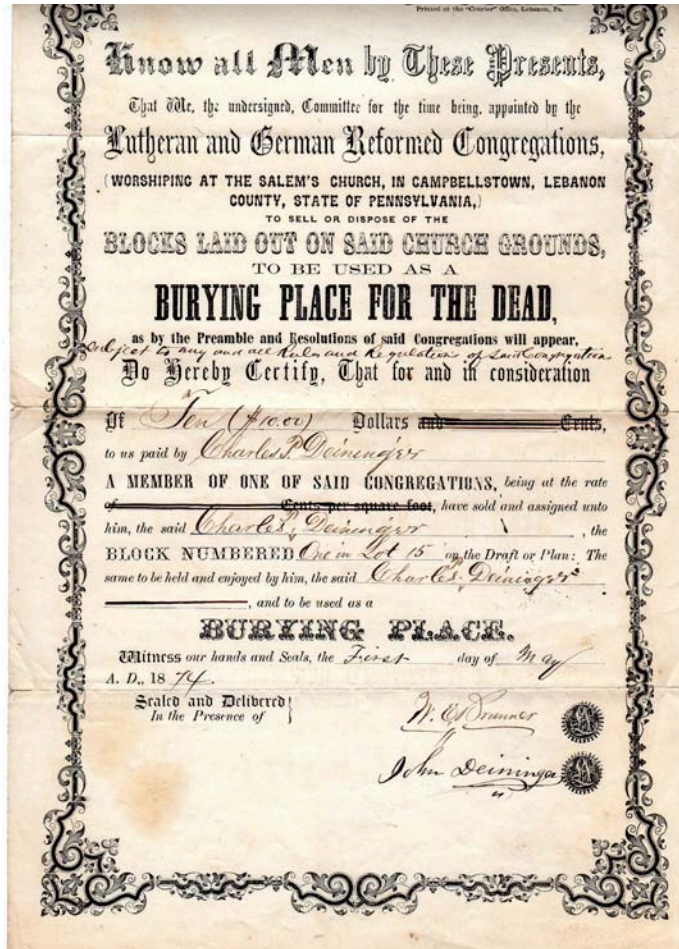 Printed at the "Courier" Office, Lebanon, Pa.
Know all Men by These Presents,
That We, the undersigned, Committee for the time being, appointed by the
Lutheran and German Reformed Congregations,
(WORSHIPING AT THE SALEM'S CHURCH, IN CAMPBELLSTOWN, LEBANON
COUNTY, STATE OF PENNSYLVANIA,)
TO SELL OR DISPOSE OF THE
BLOCKS LAID OUT ON SAID CHURCH GROUNDS,
TO BE USED AS A
BURYING PLACE FOR THE DEAD,
as by the Preamble and Resolutions of said Congregations will appear,
Subject to any and all Rules and Regulations of said Congregations
Do Hereby Certify, That for and in consideration
Of Ten ($10.00) Dollars and Cents,
to us paid by Charles P. Deininger
A MEMBER OF ONE OF SAID CONGREGATIONS, being at the rate
of Cents per square foot, have sold and assigned unto
him, the said Charles P. Deininger, the
BLOCK NUMBERED One in Lot 15 on the Draft or Plan: The
same to be held and enjoyed by him, the said Charles P. Deininger
, and to be used as a
BURYING PLACE.
Witness our hands and Seals, the First day of May
A. D., 1874.
Sealed and Delivered
In the Presence of
Brunner
John Deininger